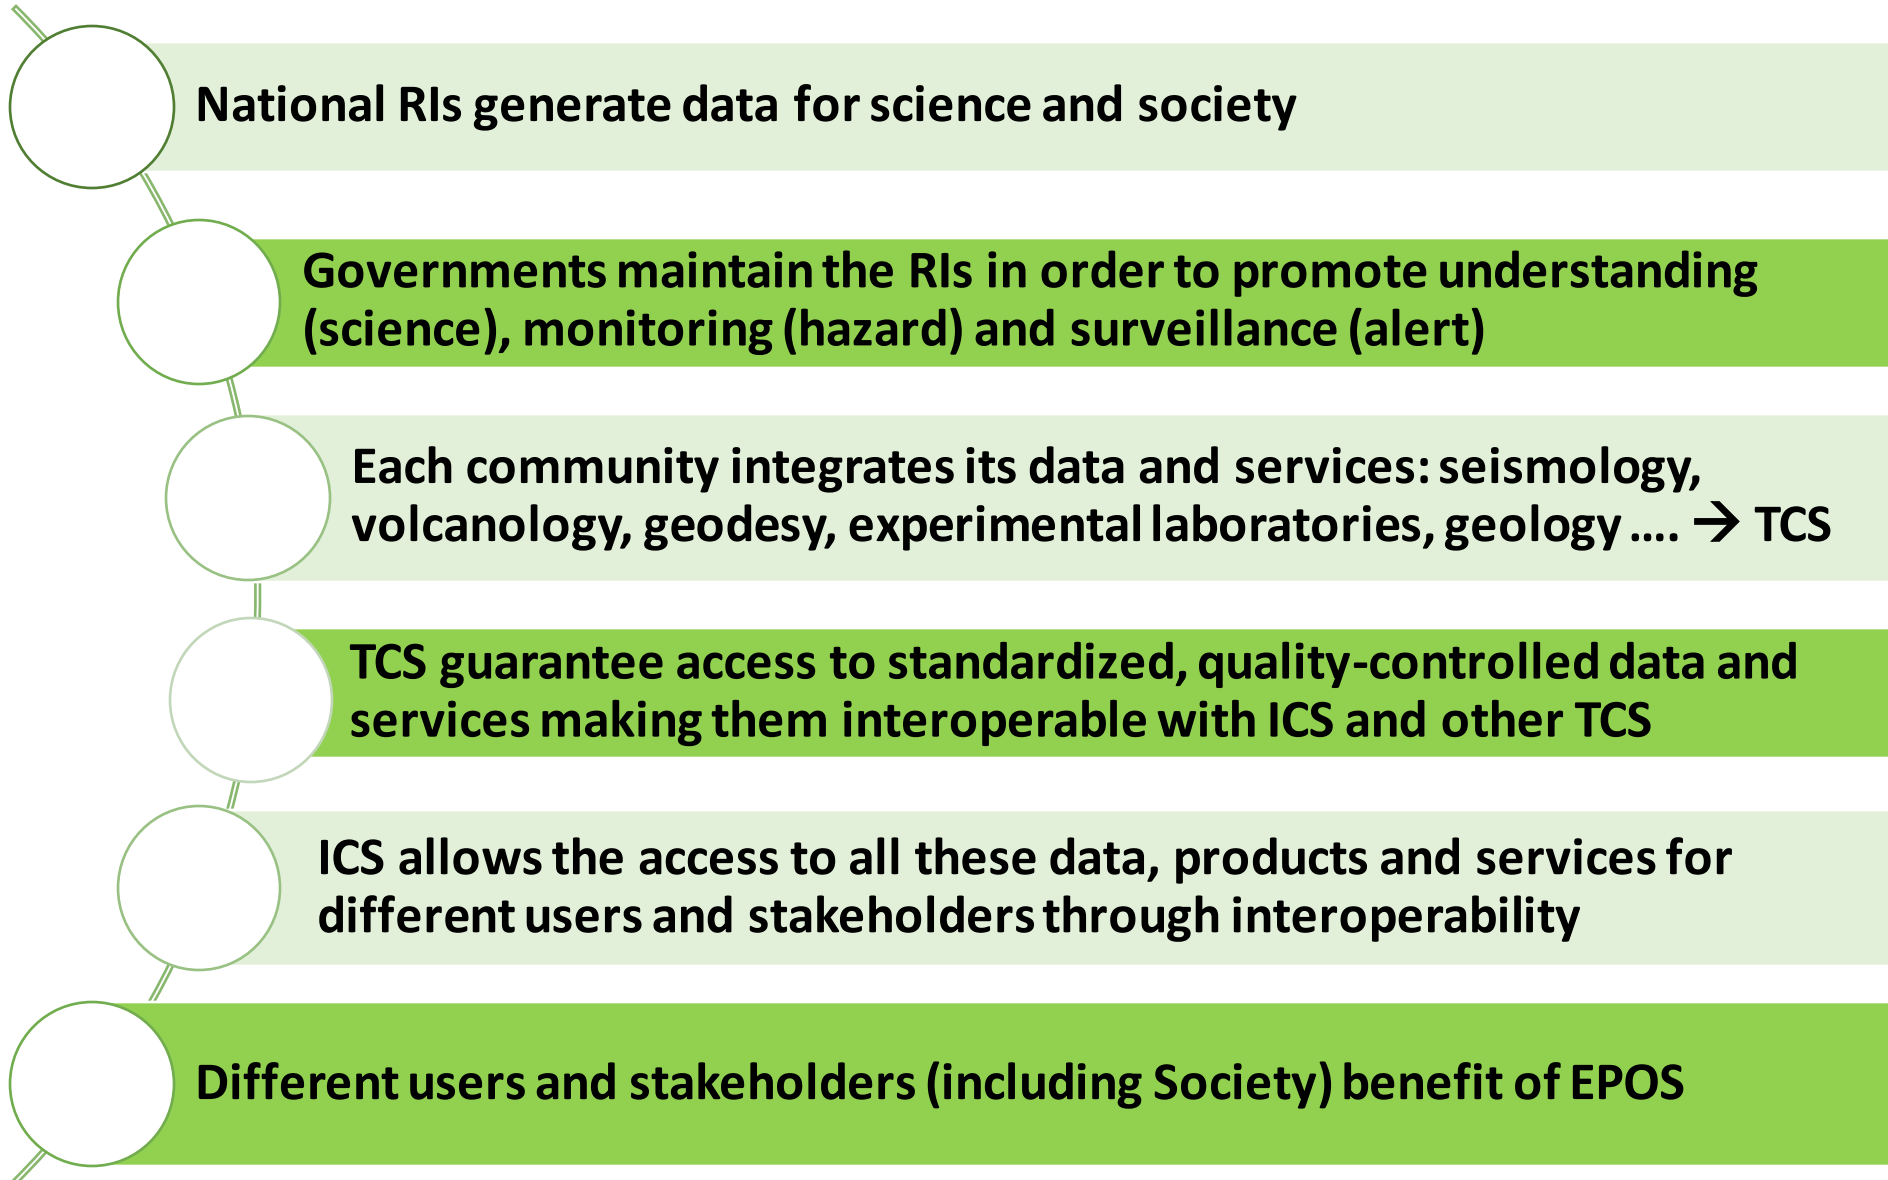 National RIs generate data for science and society
Governments maintain the RIs in order to promote understanding
(science), monitoring (hazard) and surveillance (alert)
Each community integrates its data and services: seismology,
volcanology, geodesy, experimental laboratories, geology .... → TCS
TCS guarantee access to standardized, quality-controlled data and
services making them interoperable with ICS and other TCS
ICS allows the access to all these data, products and services for
different users and stakeholders through interoperability
Different users and stakeholders (including Society) benefit of EPOS